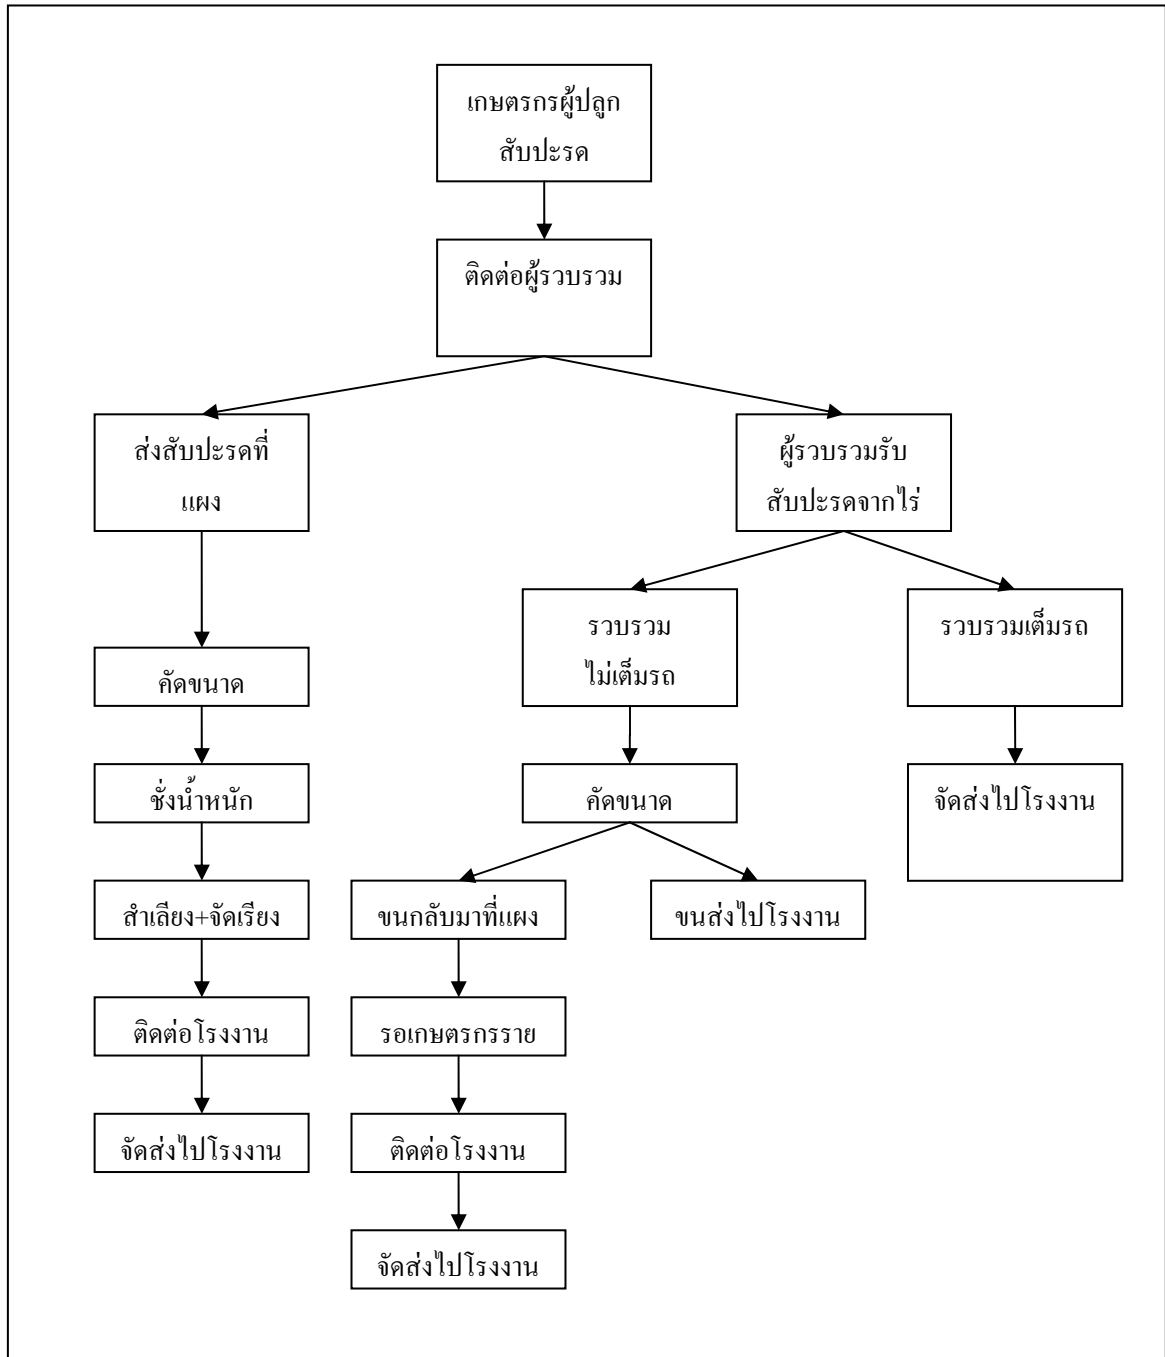 เกษตรกรผู้ปลูก
สับปะรด
ติดต่อผู้รวบรวม
ส่งสับปะรดที่
แผง
ผู้รวบรวมรับ
สับปะรดจากไร่
รวบรวม
ไม่เต็มรถ
รวบรวมเต็มรถ
คัดขนาด
ชั่งน้ำหนัก
คัดขนาด
จัดส่งไปโรงงาน
สำเลียง+จัดเรียง
ขนกลับมาที่แผง
ขนส่งไปโรงงาน
ติดต่อโรงงาน
รอเกษตรกรราย
จัดส่งไปโรงงาน
ติดต่อโรงงาน
จัดส่งไปโรงงาน